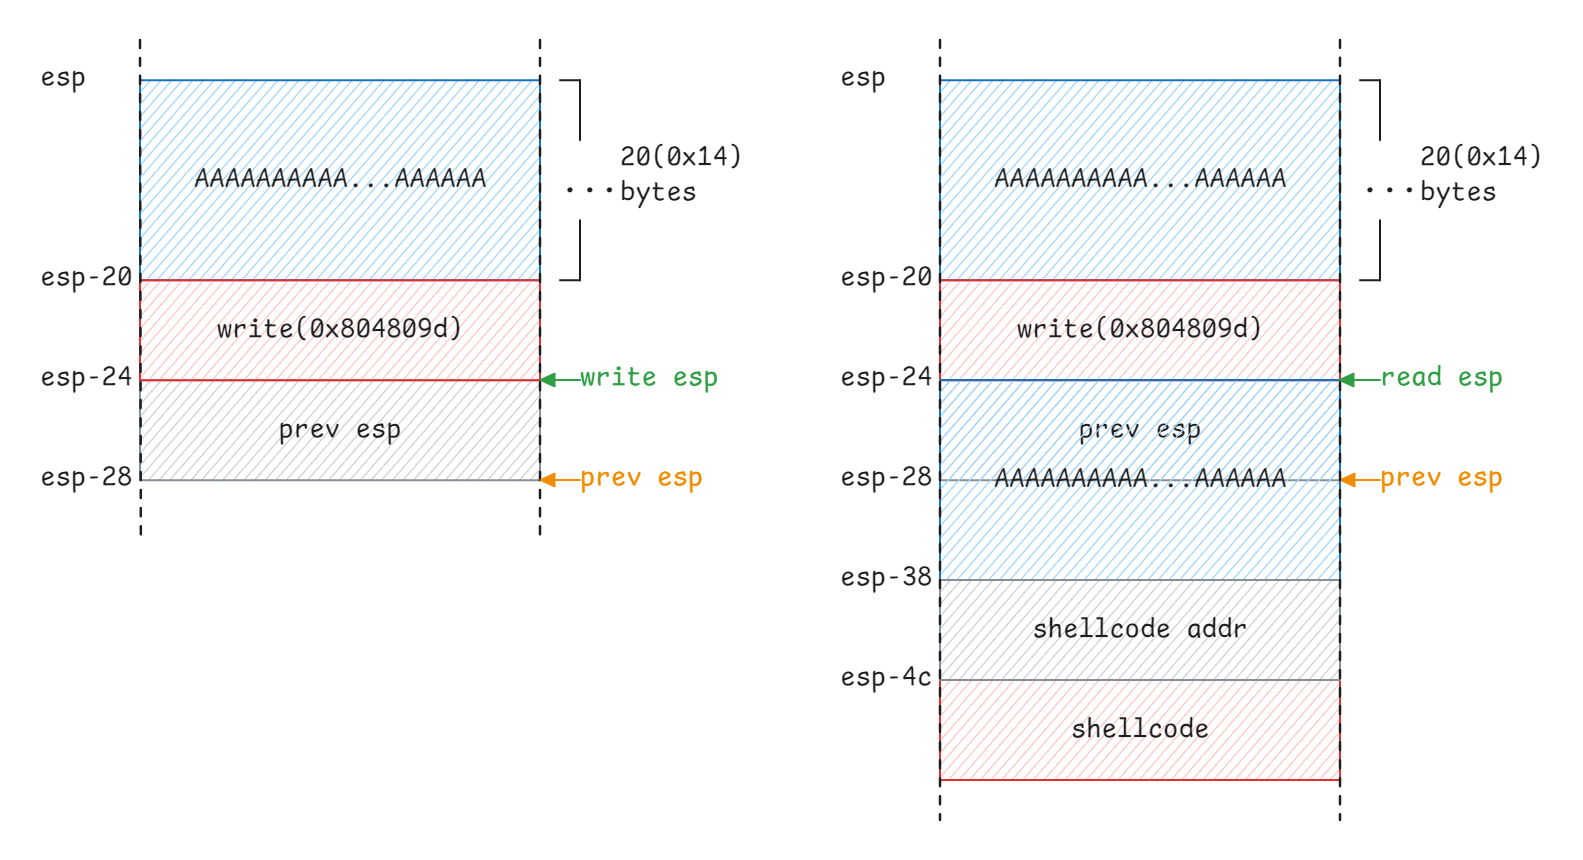 esp
AAAAAAAAAA...AAAAAA
20(0x14)
bytes
esp-20
write(0x804809d)
esp-24
write esp
prev esp
esp-28
prev esp
esp
AAAAAAAAAA...AAAAAA
20(0x14)
bytes
esp-20
write(0x804809d)
esp-24
read esp
prev esp
esp-28
AAAAAAAAAA...AAAAAA
prev esp
esp-38
shellcode addr
esp-4c
shellcode